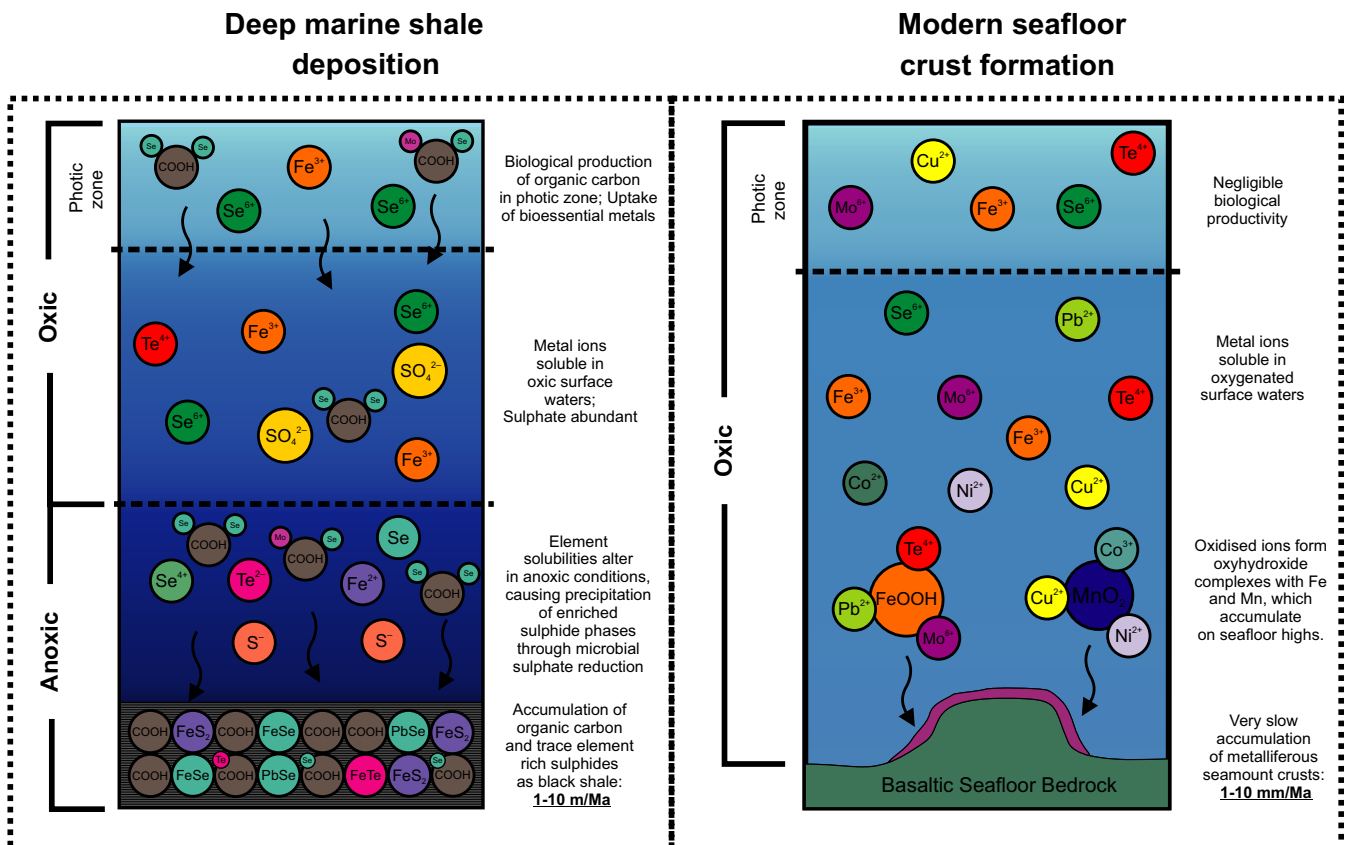 Deep marine shale
deposition
Modern seafloor
crust formation
Oxic
Anoxic
Photic
zone
Se
Se
COOH
Fe³⁺
Mo
Se
COOH
Se⁶⁺
Se⁶⁺
Biological production
of organic carbon
in photic zone; Uptake
of bioessential metals
Te⁴⁺
Fe³⁺
Se⁶⁺
SO₄²⁻
Se
Se
COOH
Se⁶⁺
SO₄²⁻
Fe³⁺
Metal ions
soluble in
oxic surface
waters;
Sulphate abundant
Se
Se
COOH
Mo
Se
COOH
Se
Se⁴⁺
Te²⁻
Fe²⁺
Se
Se
COOH
S⁻
S⁻
Element
solubilities alter
in anoxic conditions,
causing precipitation
of enriched
sulphide phases
through microbial
sulphate reduction
COOH FeS₂ COOH FeSe COOH COOH PbSe FeS₂
Te Se Se
COOH FeSe COOH PbSe COOH FeTe FeS₂ COOH
Accumulation of
organic carbon
and trace element
rich sulphides
as black shale:
1-10 m/Ma
Oxic
Photic
zone
Cu²⁺
Te⁴⁺
Mo⁶⁺
Fe³⁺
Se⁶⁺
Negligible
biological
productivity
Se⁶⁺
Pb²⁺
Fe³⁺
Mo⁶⁺
Te⁴⁺
Fe³⁺
Co²⁺
Ni²⁺
Cu²⁺
Metal ions
soluble in
oxygenated
surface waters
Te⁴⁺
Pb²⁺
FeOOH
Mo⁶⁺
Co³⁺
Cu²⁺
MnO₂
Ni²⁺
Oxidised ions form
oxyhydroxide
complexes with Fe
and Mn, which
accumulate
on seafloor highs.
Basaltic Seafloor Bedrock
Very slow
accumulation
of metalliferous
seamount crusts:
1-10 mm/Ma